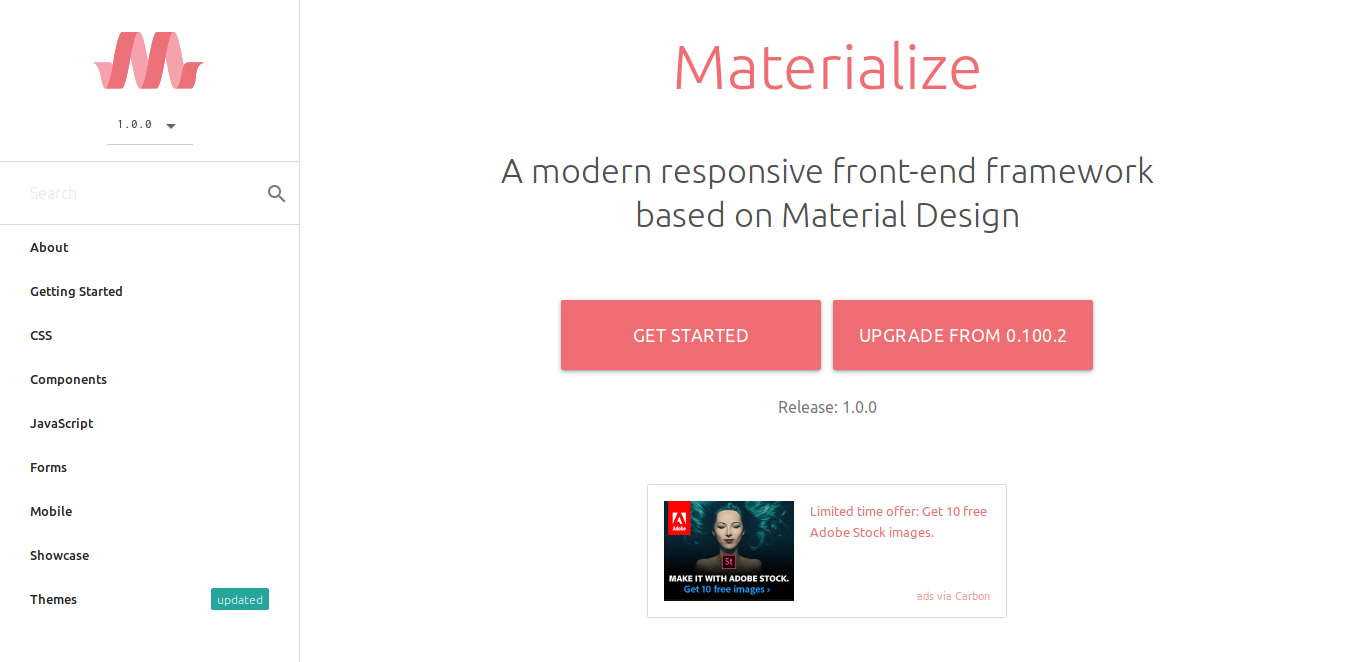 1.0.0
Search
About
Getting Started
CSS
Components
JavaScript
Forms
Mobile
Showcase
Themes
updated
Materialize
A modern responsive front-end framework
based on Material Design
GET STARTED
UPGRADE FROM 0.100.2
Release: 1.0.0
Adobe
St
MAKE IT WITH ADOBE STOCK.
Get 10 free images ›
Limited time offer: Get 10 free
Adobe Stock images.
ads via Carbon